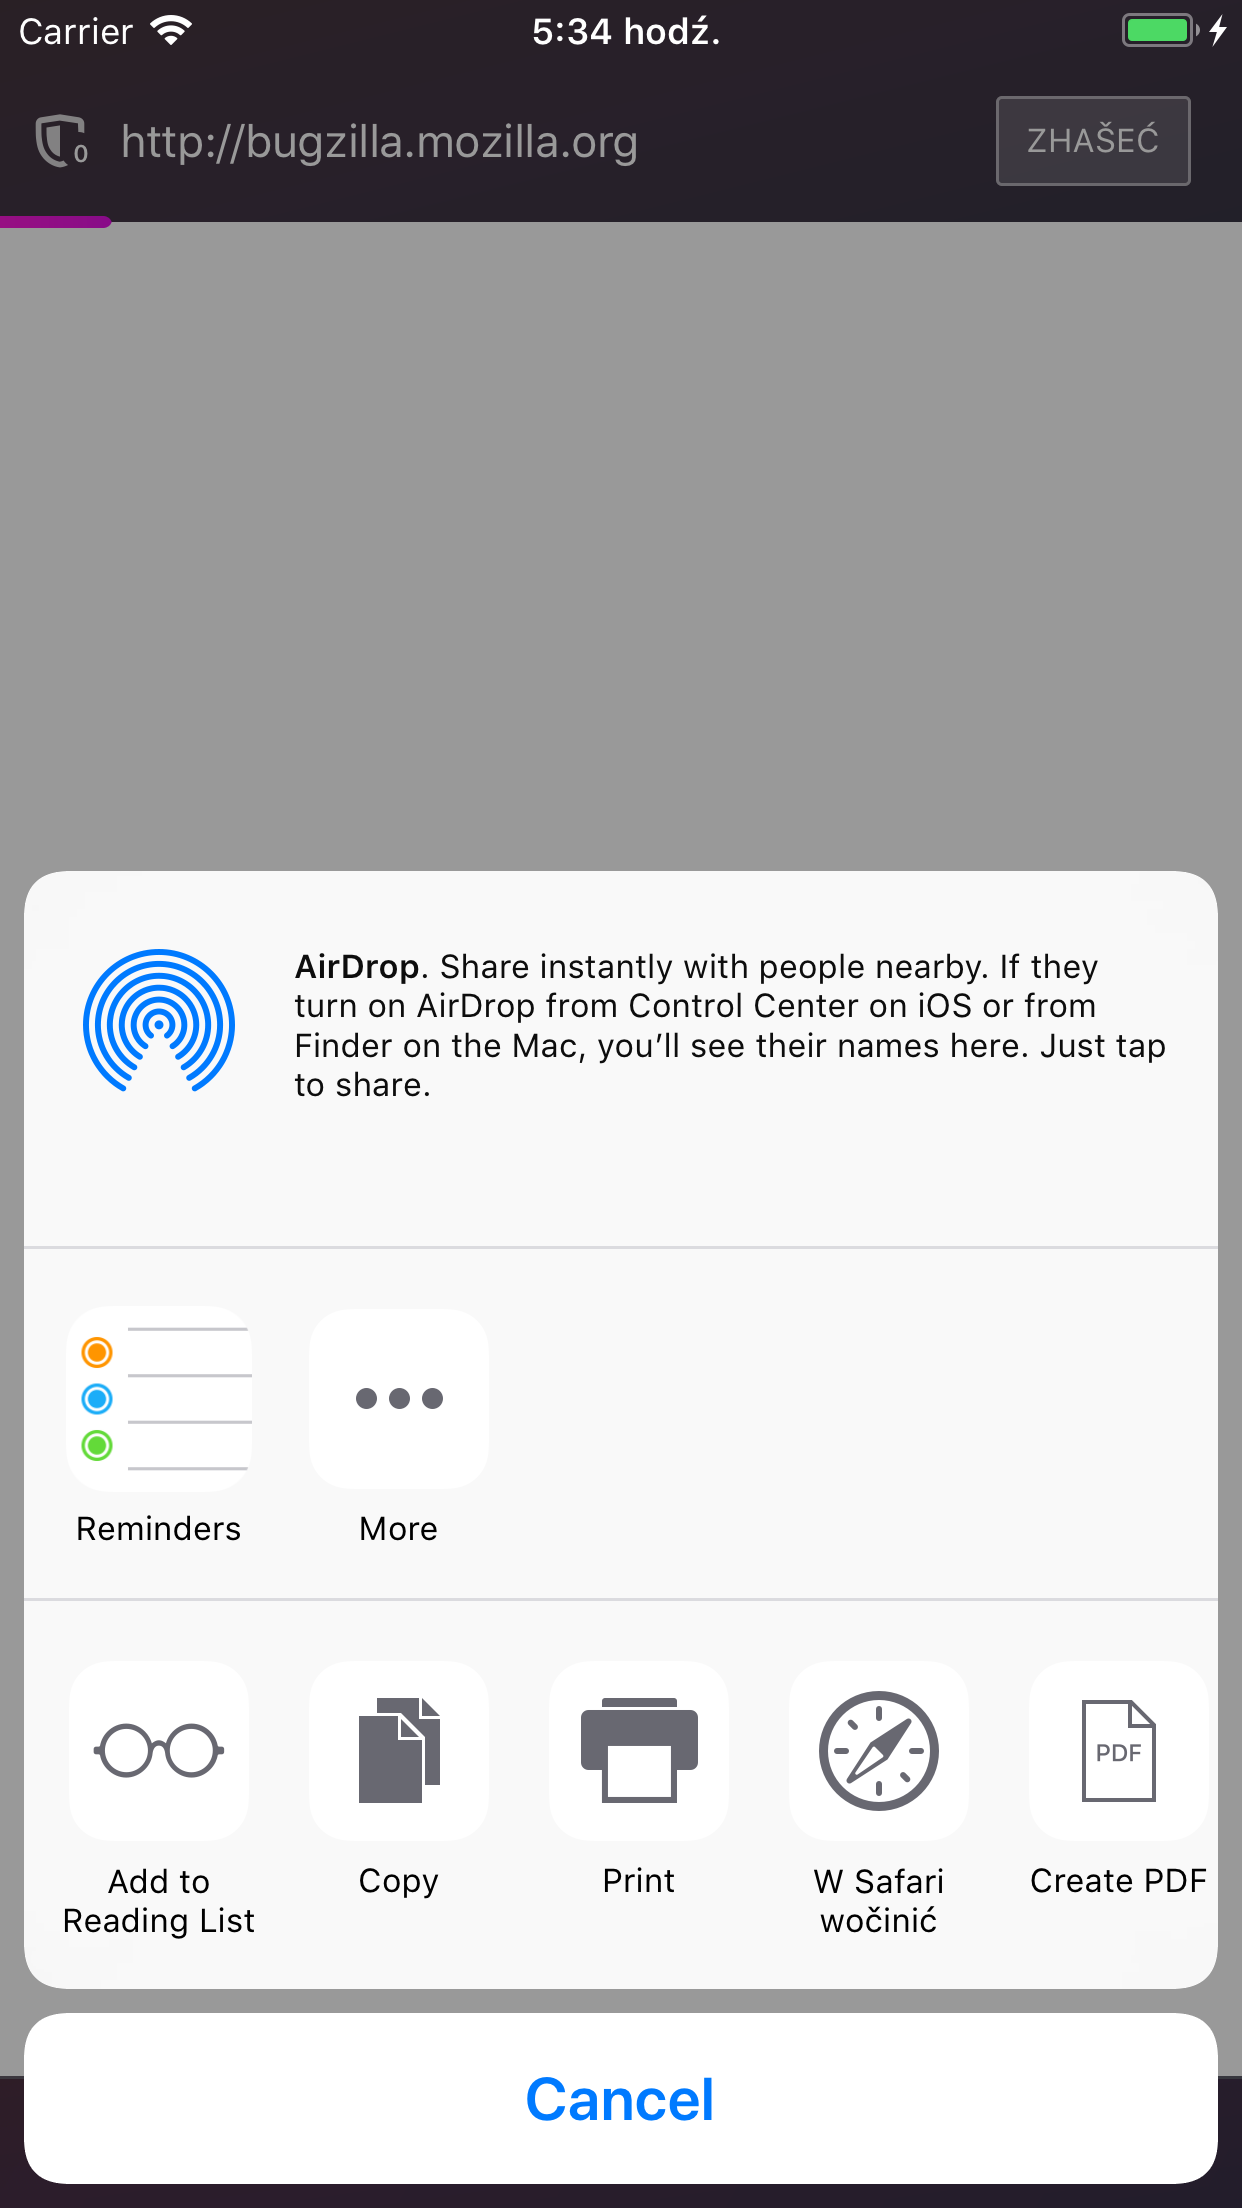 Carrier
5:34 hodź.
0
http://bugzilla.mozilla.org
ZHAŠEĆ
AirDrop. Share instantly with people nearby. If they
turn on AirDrop from Control Center on iOS or from
Finder on the Mac, you’ll see their names here. Just tap
to share.
Reminders
More
PDF
Add to
Reading List
Copy
Print
W Safari
wočinić
Create PDF
Cancel